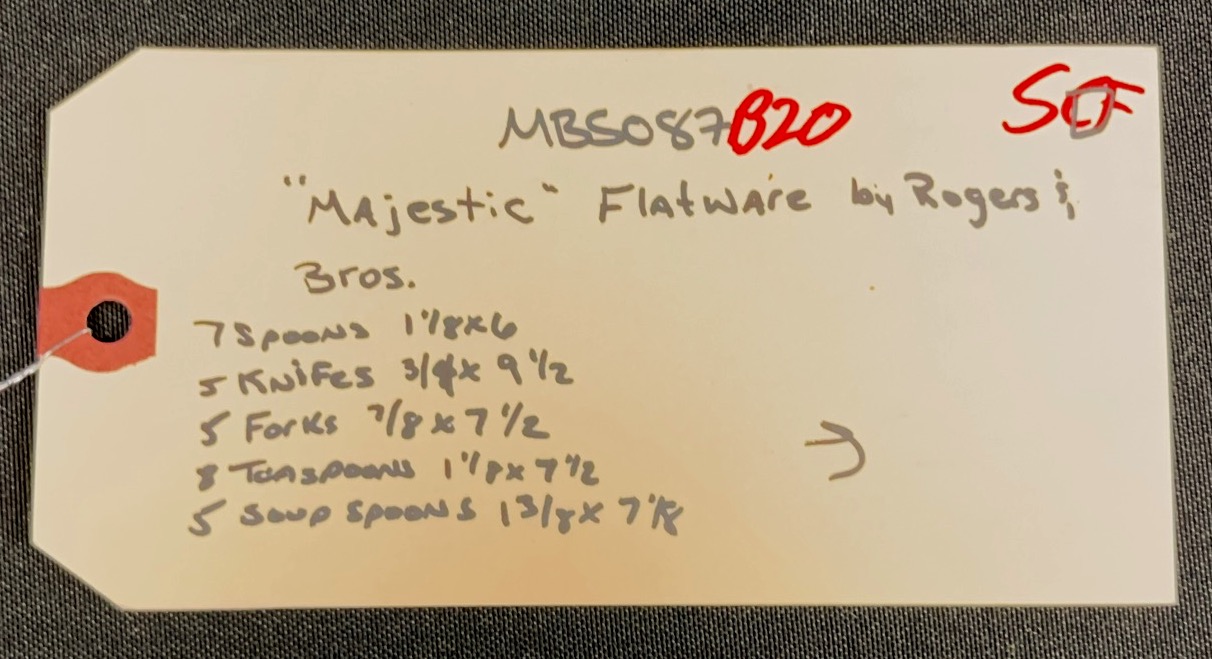 MBS087B20
"Majestic" Flatware by Rogers &
Bros.
7 Spoons 1 1/8 x 6
5 Knifes 3/4 x 9 1/2
5 Forks 7/8 x 7 1/2
8 Teaspoons 1 1/8 x 7 1/2
5 Soup Spoons 1 3/8 x 7 1/8